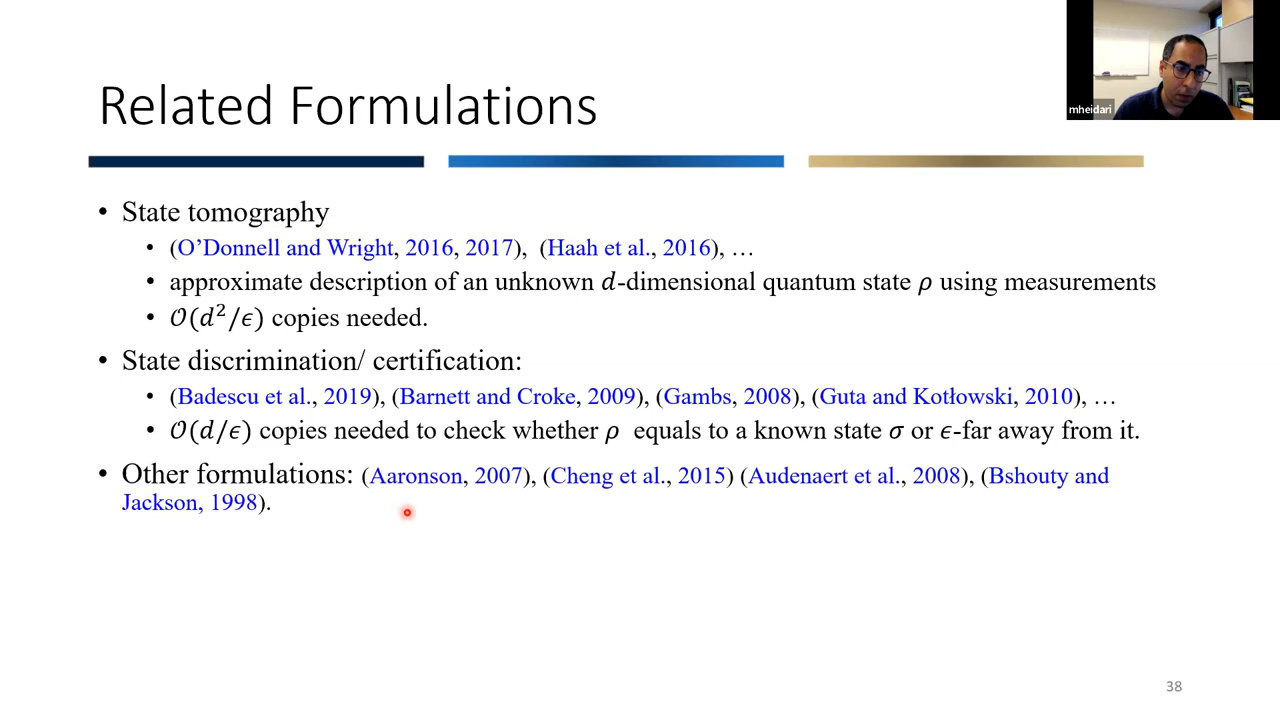 mheidari
Related Formulations
• State tomography
• (O’Donnell and Wright, 2016, 2017), (Haah et al., 2016), …
• approximate description of an unknown 𝑑-dimensional quantum state 𝜌 using measurements
• 𝒪(𝑑²/𝜖) copies needed.
• State discrimination/ certification:
• (Badescu et al., 2019), (Barnett and Croke, 2009), (Gambs, 2008), (Guta and Kotłowski, 2010), …
• 𝒪(𝑑/𝜖) copies needed to check whether 𝜌 equals to a known state 𝜎 or 𝜖-far away from it.
• Other formulations: (Aaronson, 2007), (Cheng et al., 2015) (Audenaert et al., 2008), (Bshouty and
Jackson, 1998).
38